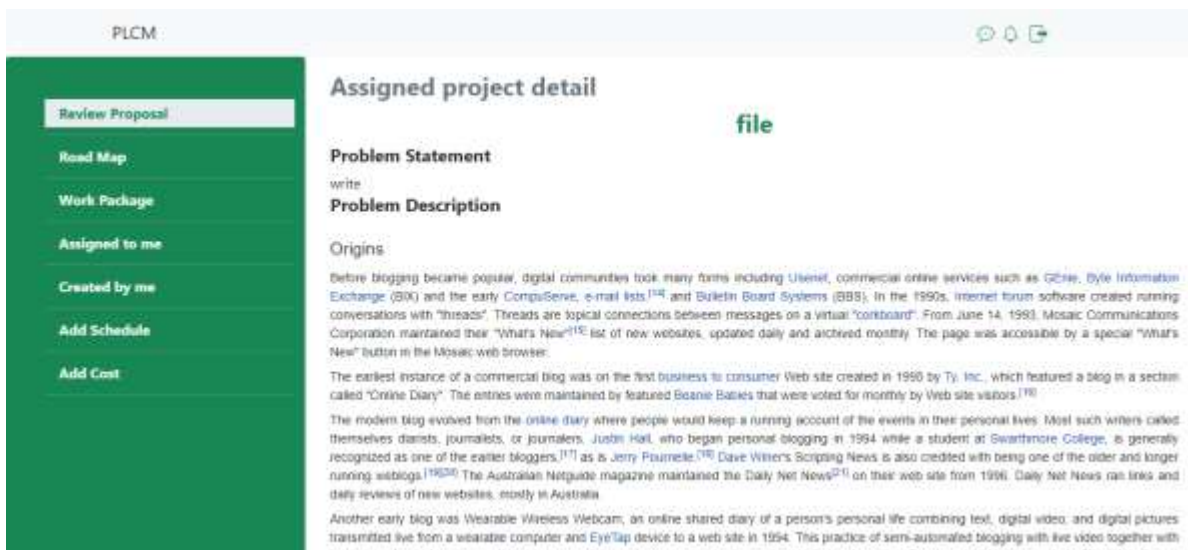 PLCM
Review Proposal
Road Map
Work Package
Assigned to me
Created by me
Add Schedule
Add Cost
Assigned project detail
file
Problem Statement
write
Problem Description
Origins
Before blogging became popular, digital communities took many forms including Usenet, commercial online services such as GEnie, Byte Information
Exchange (BIX) and the early CompuServe, e-mail lists,[14] and Bulletin Board Systems (BBS). In the 1990s, Internet forum software created running
conversations with "threads". Threads are topical connections between messages on a virtual "corkboard". From June 14, 1993, Mosaic Communications
Corporation maintained their "What's New"[15] list of new websites, updated daily and archived monthly. The page was accessible by a special "What's
New" button in the Mosaic web browser.
The earliest instance of a commercial blog was on the first business to consumer Web site created in 1995 by Ty, Inc., which featured a blog in a section
called "Online Diary". The entries were maintained by featured Beanie Babies that were voted for monthly by Web site visitors.[16]
The modern blog evolved from the online diary where people would keep a running account of the events in their personal lives. Most such writers called
themselves diarists, journalists, or journalers. Justin Hall, who began personal blogging in 1994 while a student at Swarthmore College, is generally
recognized as one of the earlier bloggers,[17] as is Jerry Pournelle.[18] Dave Winer's Scripting News is also credited with being one of the older and longer
running weblogs.[19][20] The Australian Netguide magazine maintained the Daily Net News[21] on their web site from 1996. Daily Net News ran links and
daily reviews of new websites, mostly in Australia.
Another early blog was Wearable Wireless Webcam, an online shared diary of a person's personal life combining text, digital video, and digital pictures
transmitted live from a wearable computer and EyeTap device to a web site in 1994. This practice of semi-automated blogging with live video together with